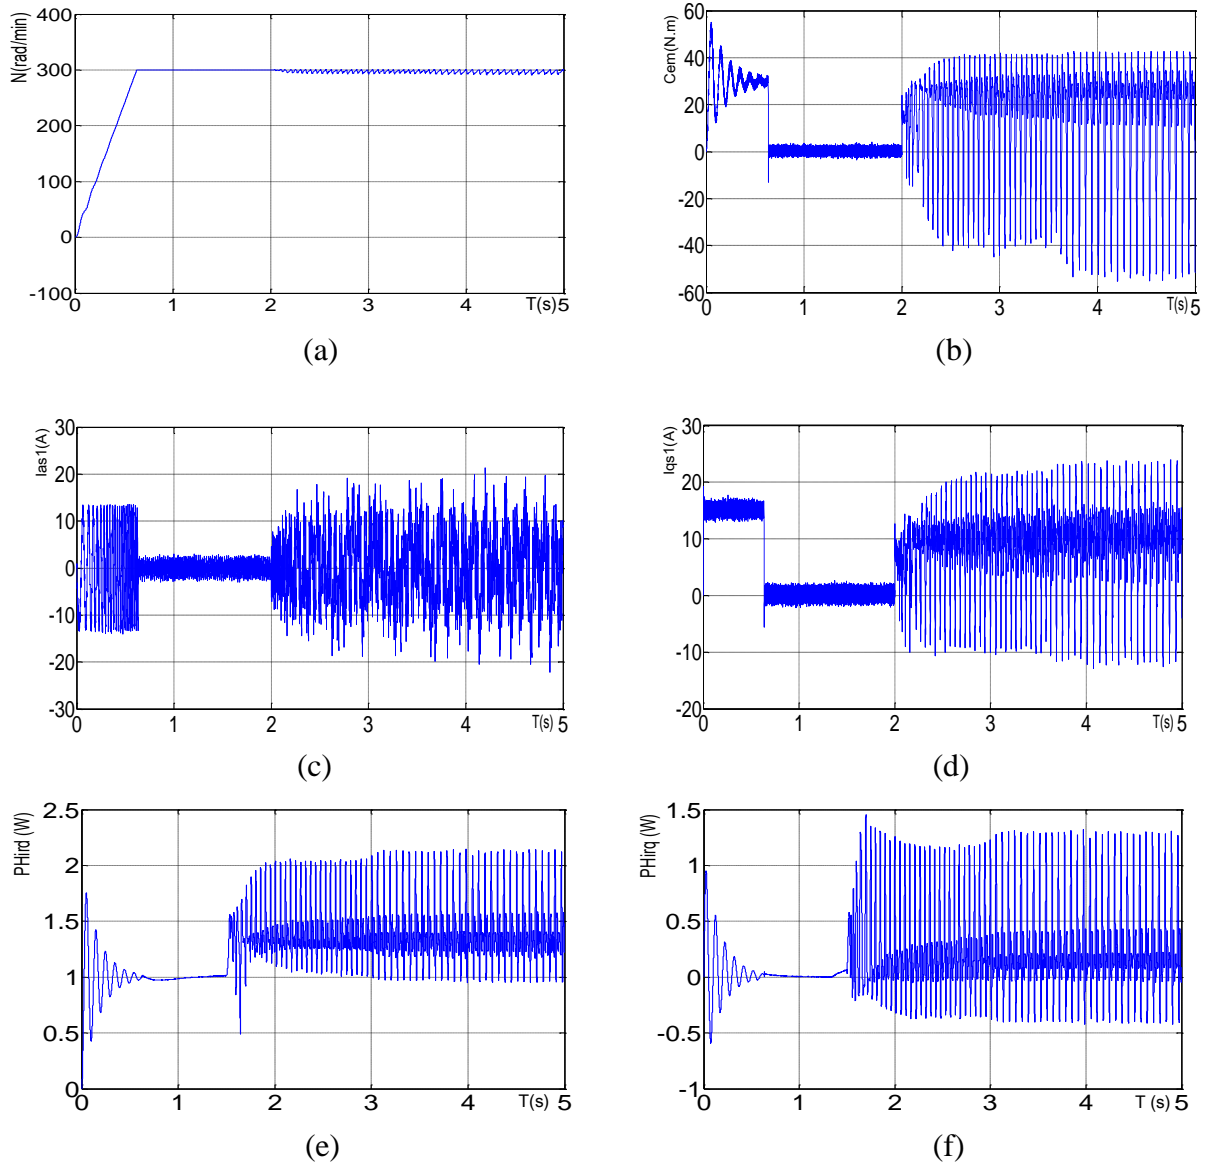 400
300
200
100
0
-100
0 1 2 3 4 5
N(rad/min)
T(s)
(a)
60
40
20
0
-20
-40
-60
0 1 2 3 4 5
Cem(N.m)
T(s)
(b)
30
20
10
0
-10
-20
-30
0 1 2 3 4 5
Ias1(A)
T(s)
(c)
30
20
10
0
-10
-20
0 1 2 3 4 5
Iqs1(A)
T(s)
(d)
2.5
2
1.5
1
0.5
0
0 1 2 3 4 5
PHird (W)
T(s)
(e)
1.5
1
0.5
0
-0.5
-1
0 1 2 3 4 5
PHirq (W)
T (s)
(f)